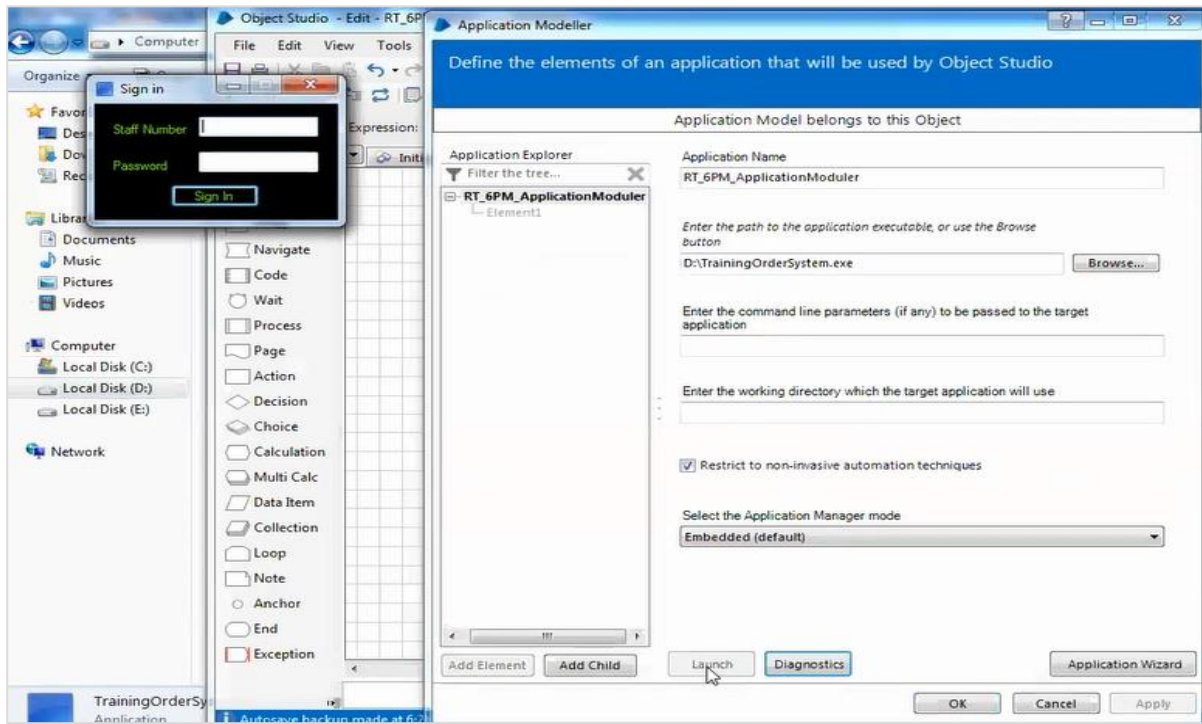 Computer
Organize
Favor
Des
Dov
Rec
Librar
Documents
Music
Pictures
Videos
Computer
Local Disk (C:)
Local Disk (D:)
Local Disk (E:)
Network
TrainingOrderSy
Application
Sign in
Staff Number
Password
Sign In
Object Studio - Edit - RT_6P
File Edit View Tools
Expression:
Initi
Navigate
Code
Wait
Process
Page
Action
Decision
Choice
Calculation
Multi Calc
Data Item
Collection
Loop
Note
Anchor
End
Exception
Autosave backup made at 6:2
Application Modeller
Define the elements of an application that will be used by Object Studio
Application Model belongs to this Object
Application Explorer
Filter the tree...
RT_6PM_ApplicationModuler
Element1
Add Element Add Child
Application Name
RT_6PM_ApplicationModuler
Enter the path to the application executable, or use the Browse
button
D:\TrainingOrderSystem.exe Browse...
Enter the command line parameters (if any) to be passed to the target
application
Enter the working directory which the target application will use
Restrict to non-invasive automation techniques
Select the Application Manager mode
Embedded (default)
Launch Diagnostics Application Wizard
OK Cancel Apply